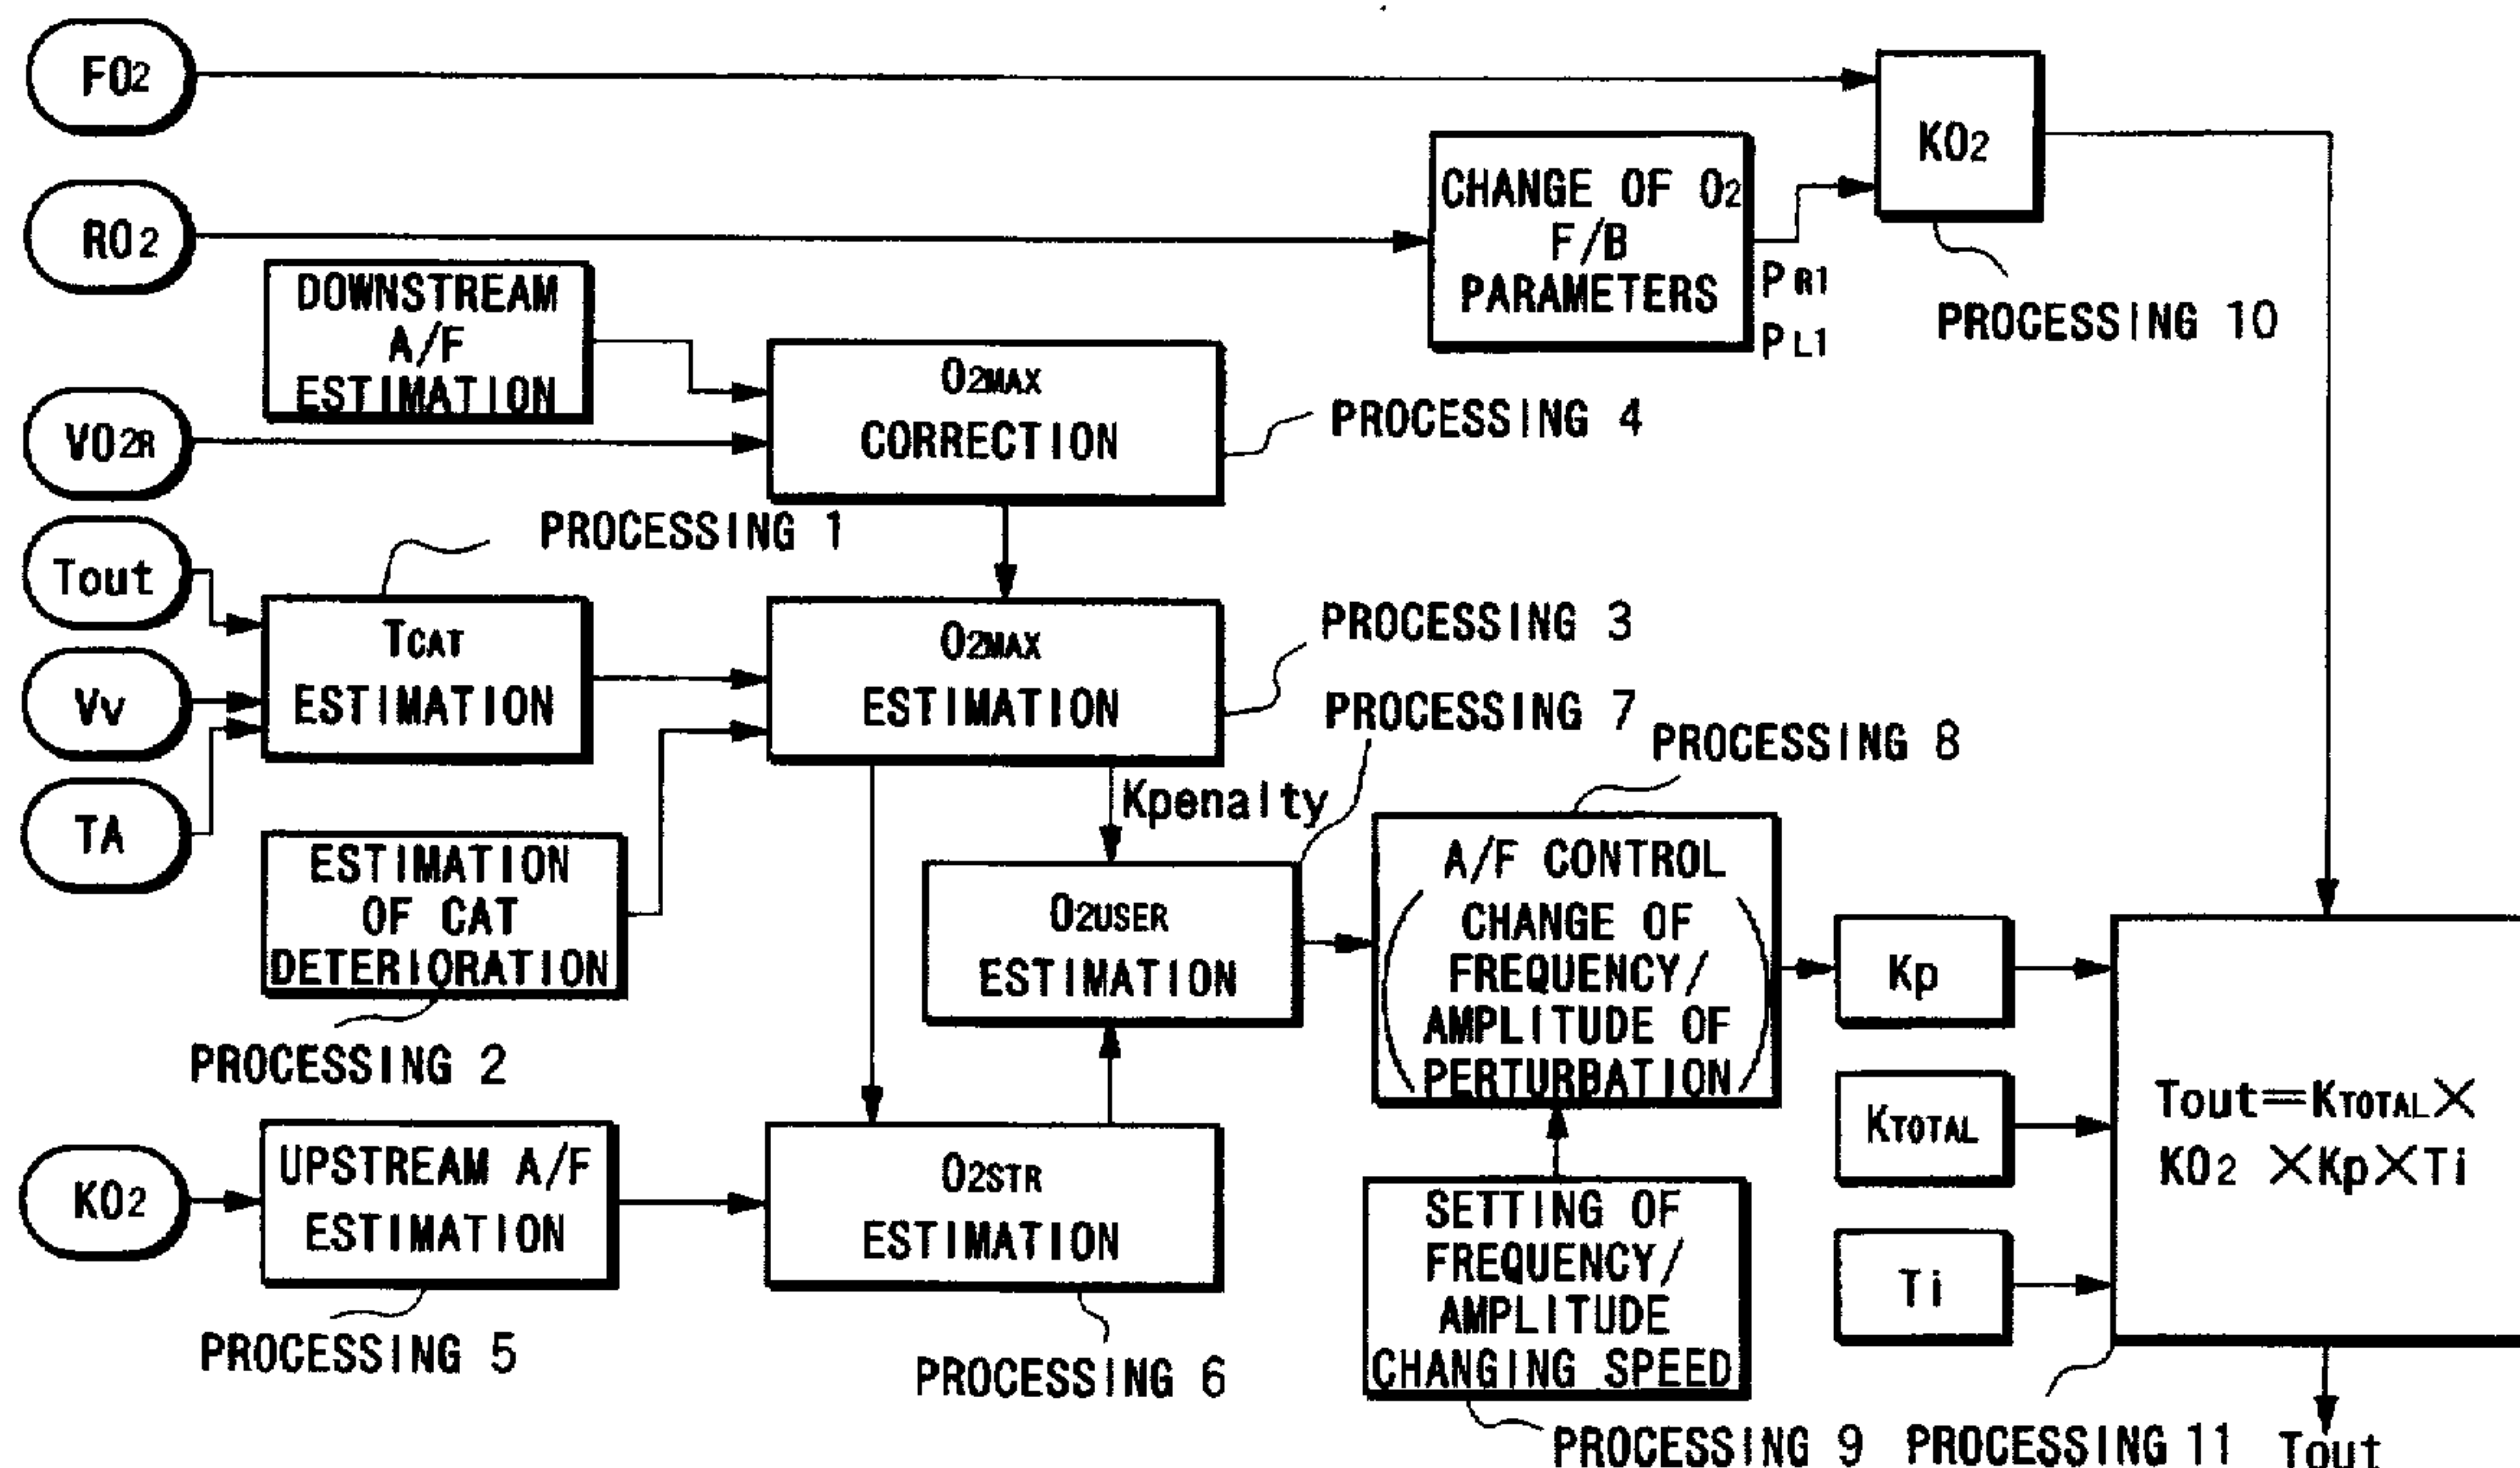 FO2
KO2
RO2
CHANGE OF O2
F/B
PARAMETERS
PR1
PL1
PROCESSING 10
DOWNSTREAM
A/F
ESTIMATION
O2MAX
CORRECTION
PROCESSING 4
VO2R
PROCESSING 1
Tout
TCAT
ESTIMATION
O2MAX
ESTIMATION
PROCESSING 3
Vv
PROCESSING 7
PROCESSING 8
TA
Kpenalty
ESTIMATION
OF CAT
DETERIORATION
PROCESSING 2
O2USER
ESTIMATION
A/F CONTROL
(CHANGE OF
FREQUENCY/
AMPLITUDE OF
PERTURBATION)
Kp
KTOTAL
Ti
Tout=KTOTAL×
KO2 ×Kp×Ti
KO2
UPSTREAM A/F
ESTIMATION
O2STR
ESTIMATION
SETTING OF
FREQUENCY/
AMPLITUDE
CHANGING SPEED
PROCESSING 5
PROCESSING 6
PROCESSING 9
PROCESSING 11
Tout